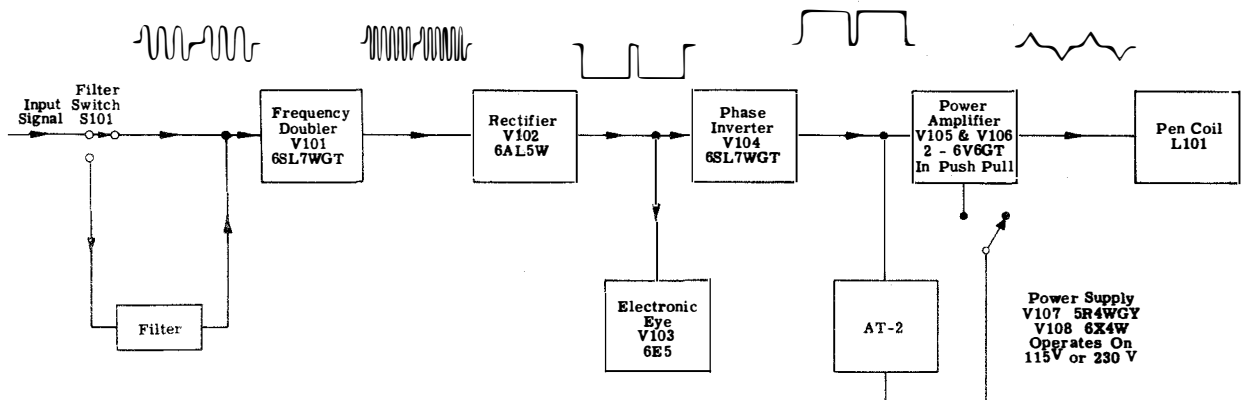 Input
Signal
Filter
Switch
S101
Frequency
Doubler
V101
6SL7WGT
Rectifier
V102
6AL5W
Phase
Inverter
V104
6SL7WGT
Power
Amplifier
V105 & V106
2 - 6V6GT
In Push Pull
Pen Coil
L101
Filter
Electronic
Eye
V103
6E5
AT-2
Power Supply
V107 5R4WGY
V108 6X4W
Operates On
115V or 230 V